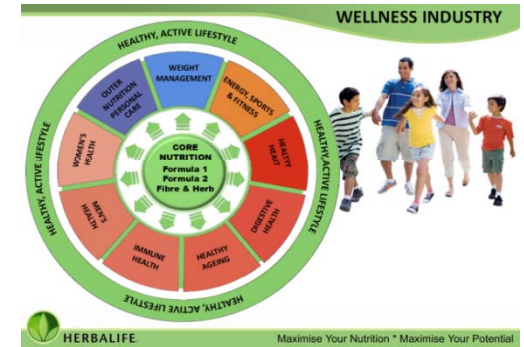 WELLNESS INDUSTRY
HEALTHY, ACTIVE LIFESTYLE
HEALTHY, ACTIVE LIFESTYLE
HEALTHY, ACTIVE LIFESTYLE
HEALTHY, ACTIVE LIFESTYLE
WEIGHT
MANAGEMENT
ENERGY, SPORTS
& FITNESS
HEALTHY
HEART
DIGESTIVE
HEALTH
HEALTHY
AGEING
IMMUNE
HEALTH
MEN'S
HEALTH
WOMEN'S
HEALTH
OUTER
NUTRITION
PERSONAL
CARE
CORE
NUTRITION
Formula 1
Formula 2
Fibre & Herb
HERBALIFE
Maximise Your Nutrition * Maximise Your Potential